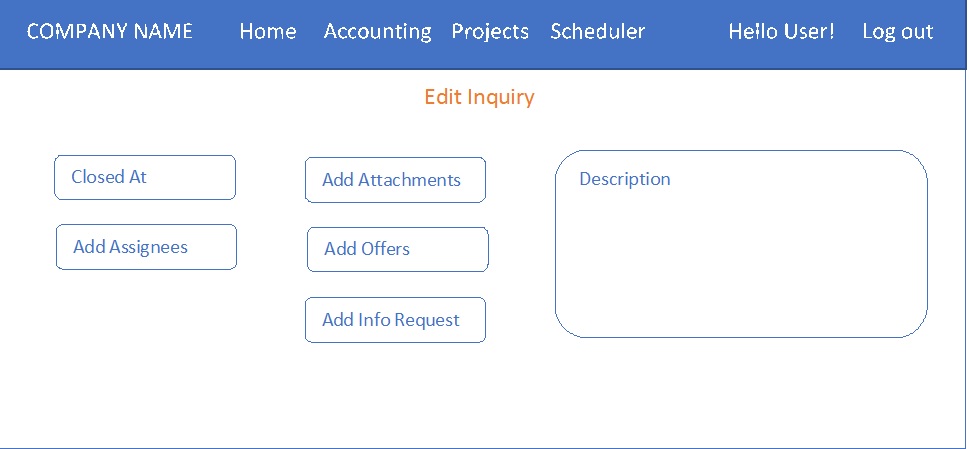 COMPANY NAME Home Accounting Projects Scheduler Hello User! Log out
Edit Inquiry
Closed At
Add Assignees
Add Attachments
Add Offers
Add Info Request
Description